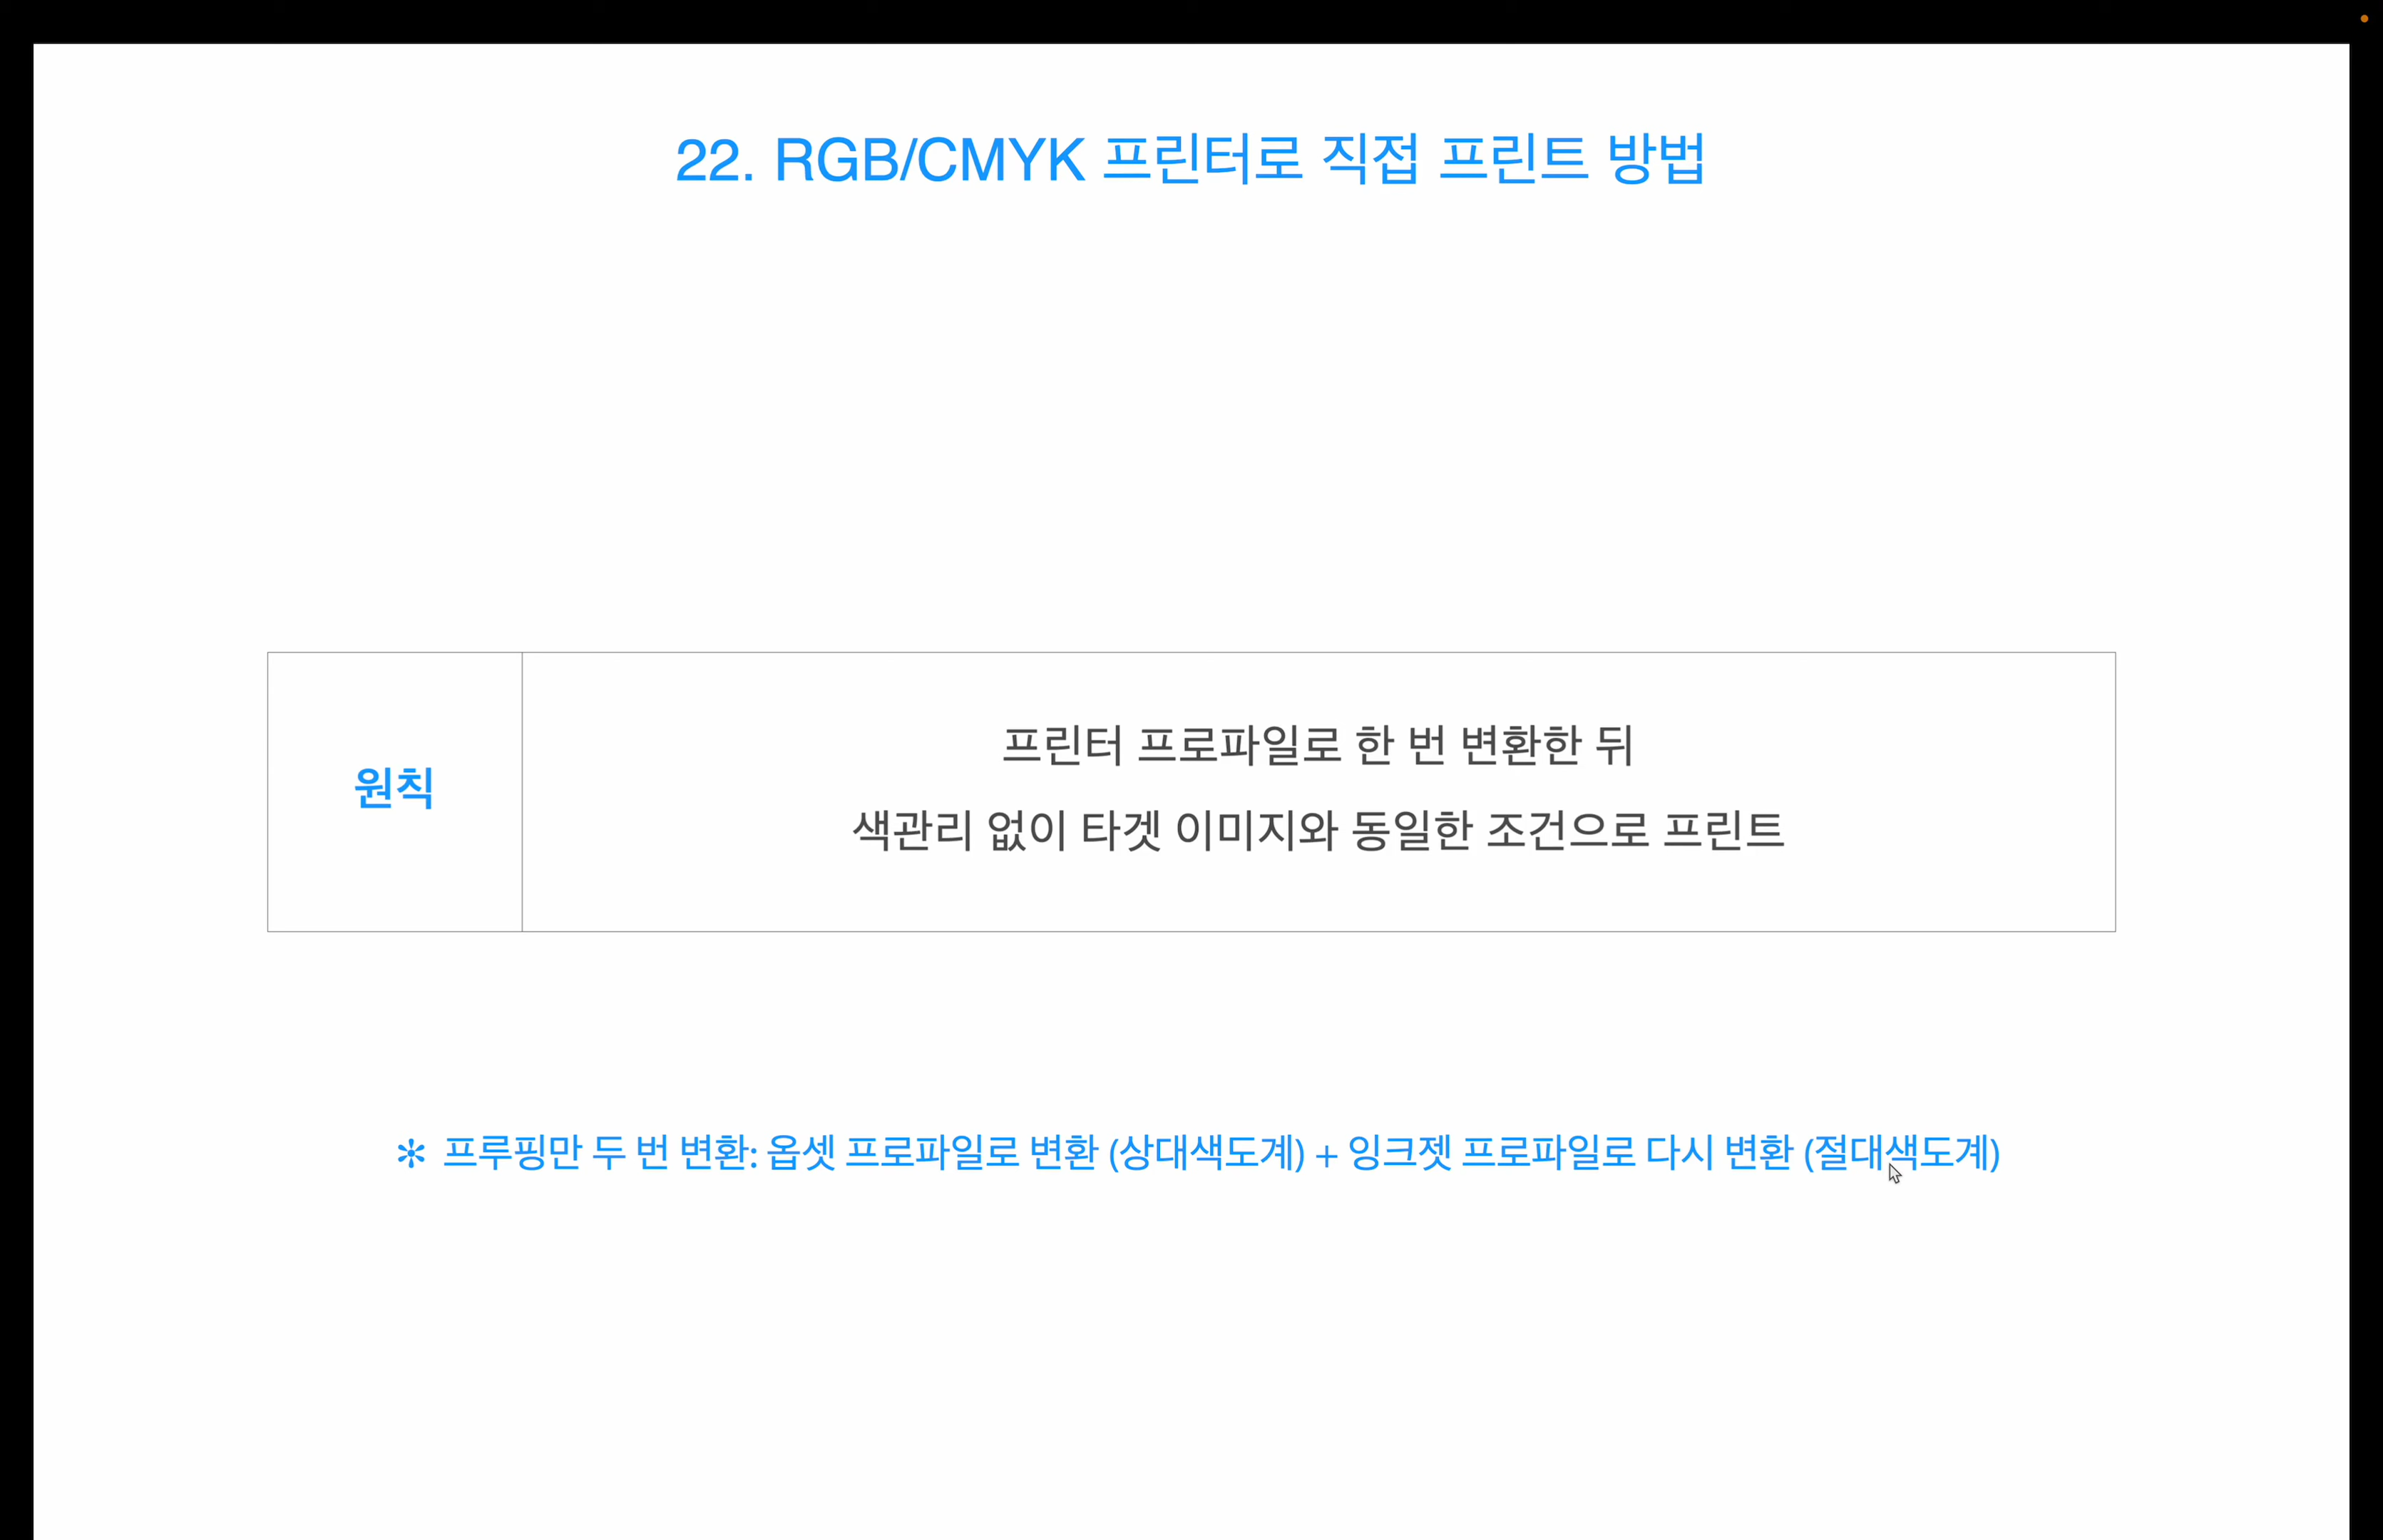 22. RGB/CMYK 프린터로 직접 프린트 방법
원칙
프린터 프로파일로 한 번 변환한 뒤
색관리 없이 타겟 이미지와 동일한 조건으로 프린트
✻ 프루핑만 두 번 변환: 옵셋 프로파일로 변환 (상대색도계) + 잉크젯 프로파일로 다시 변환 (절대색도계)